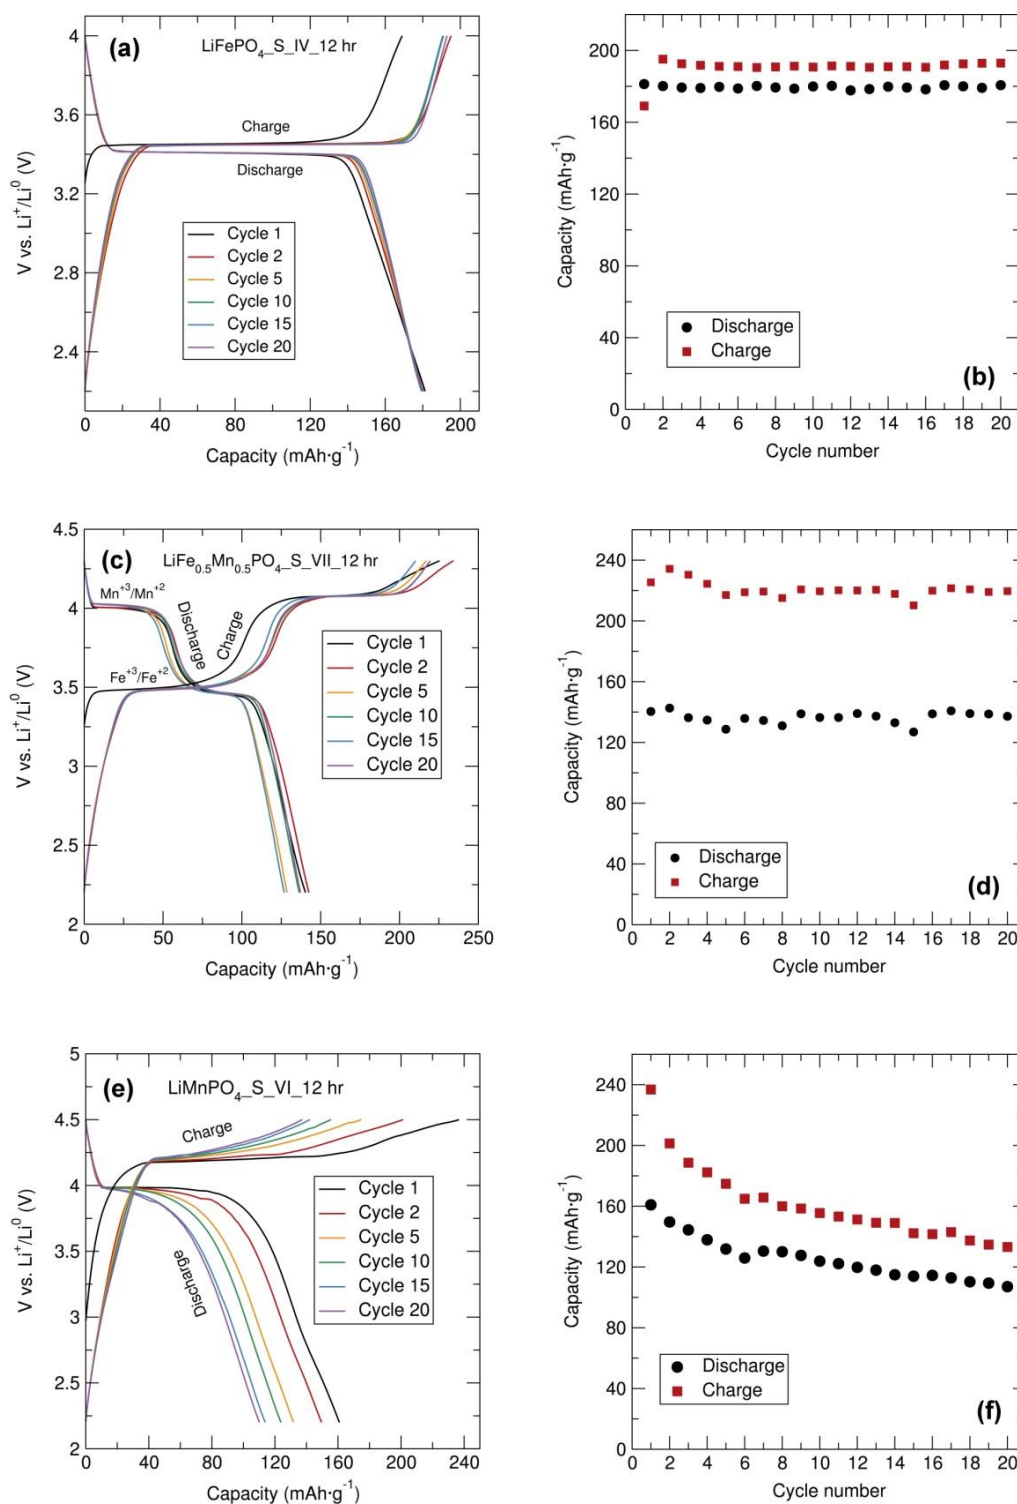 (a) LiFePO₄_S_IV_12 hr
4
3.6
3.2
2.8
2.4
V vs. Li⁺/Li⁰ (V)
Charge
Discharge
Cycle 1
Cycle 2
Cycle 5
Cycle 10
Cycle 15
Cycle 20
0 40 80 120 160 200
Capacity (mAh·g⁻¹)
200
160
120
80
40
0
Capacity (mAh·g⁻¹)
Discharge
Charge
(b)
0 2 4 6 8 10 12 14 16 18 20
Cycle number
(c) LiFe₀.₅Mn₀.₅PO₄_S_VII_12 hr
4.5
4
3.5
3
2.5
2
V vs. Li⁺/Li⁰ (V)
Mn⁺³/Mn⁺²
Fe⁺³/Fe⁺²
Discharge
Charge
Cycle 1
Cycle 2
Cycle 5
Cycle 10
Cycle 15
Cycle 20
0 50 100 150 200 250
Capacity (mAh·g⁻¹)
240
200
160
120
80
40
0
Capacity (mAh·g⁻¹)
Discharge
Charge
(d)
0 2 4 6 8 10 12 14 16 18 20
Cycle number
(e) LiMnPO₄_S_VI_12 hr
5
4.5
4
3.5
3
2.5
2
V vs. Li⁺/Li⁰ (V)
Charge
Discharge
Cycle 1
Cycle 2
Cycle 5
Cycle 10
Cycle 15
Cycle 20
0 40 80 120 160 200 240
Capacity (mAh·g⁻¹)
240
200
160
120
80
40
0
Capacity (mAh·g⁻¹)
Discharge
Charge
(f)
0 2 4 6 8 10 12 14 16 18 20
Cycle number